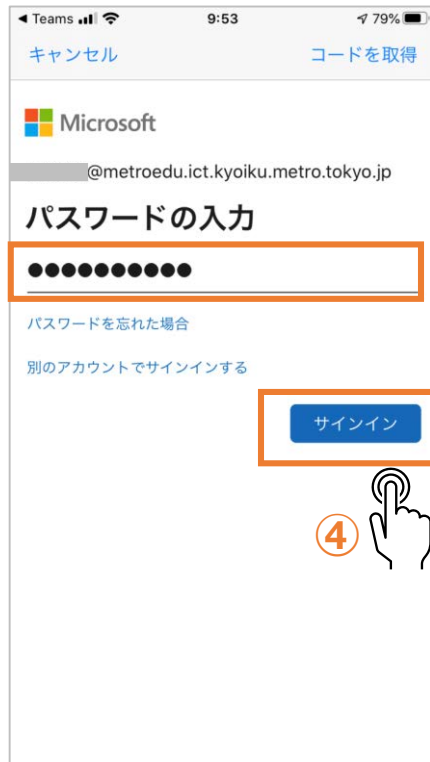 ◀ Teams 9:53 79%
キャンセル コードを取得
Microsoft
@metroedu.ict.kyoiku.metro.tokyo.jp
パスワードの入力
●●●●●●●●●●
パスワードを忘れた場合
別のアカウントでサインインする
サインイン
④